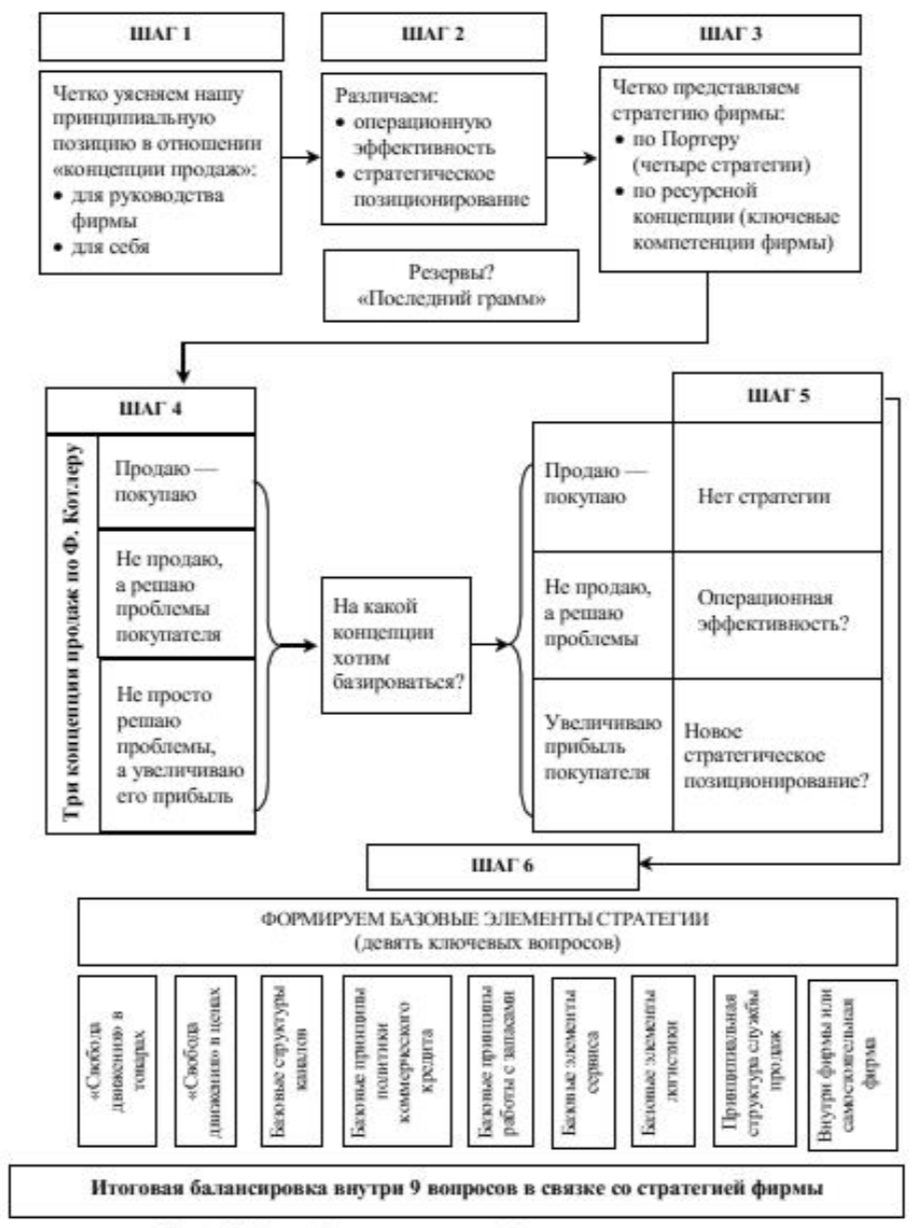 ШАГ 1
Четко уясняем нашу
принципиальную
позицию в отношении
«концепции продаж»:
• для руководства
фирмы
• для себя
ШАГ 2
Различаем:
• операционную
эффективность
• стратегическое
позиционирование
ШАГ 3
Четко представляем
стратегию фирмы:
• по Портеру
(четыре стратегии)
• по ресурсной
концепции (ключевые
компетенции фирмы)
Резервы?
«Последний грамм»
ШАГ 4
Три концепции продаж по Ф. Котлеру
Продаю —
покупаю
Не продаю,
а решаю
проблемы
покупателя
Не просто
решаю
проблемы,
а увеличиваю
его прибыль
На какой
концепции
хотим
базироваться?
ШАГ 5
Продаю —
покупаю
Нет стратегии
Не продаю,
а решаю
проблемы
Операционная
эффективность?
Увеличиваю
прибыль
покупателя
Новое
стратегическое
позиционирование?
ШАГ 6
ФОРМИРУЕМ БАЗОВЫЕ ЭЛЕМЕНТЫ СТРАТЕГИИ
(девять ключевых вопросов)
«Свобода
движения» в
товарах
«Свобода
движения» в ценах
Базовые структуры
каналов
Базовые принципы
политики
коммерческого
кредита
Базовые принципы
работы с запасами
Базовые элементы
сервиса
Базовые элементы
логистики
Принципиальная
структура службы
продаж
Внутри фирмы или
самостоятельная
фирма
Итоговая балансировка внутри 9 вопросов в связке со стратегией фирмы